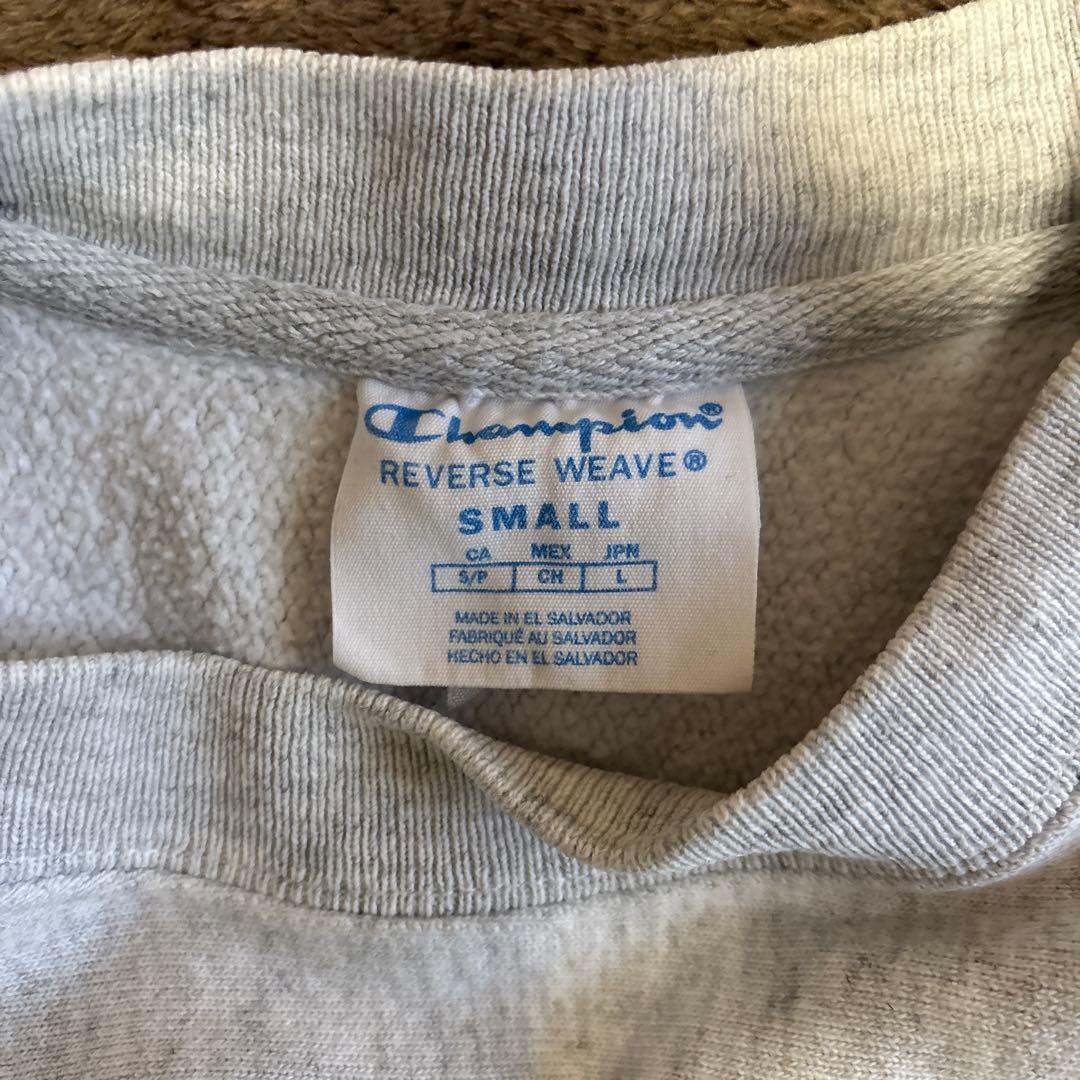 Champion®
REVERSE WEAVE®
SMALL
CA MEX JPN
S/P CH L
MADE IN EL SALVADOR
FABRIQUÉ AU SALVADOR
HECHO EN EL SALVADOR